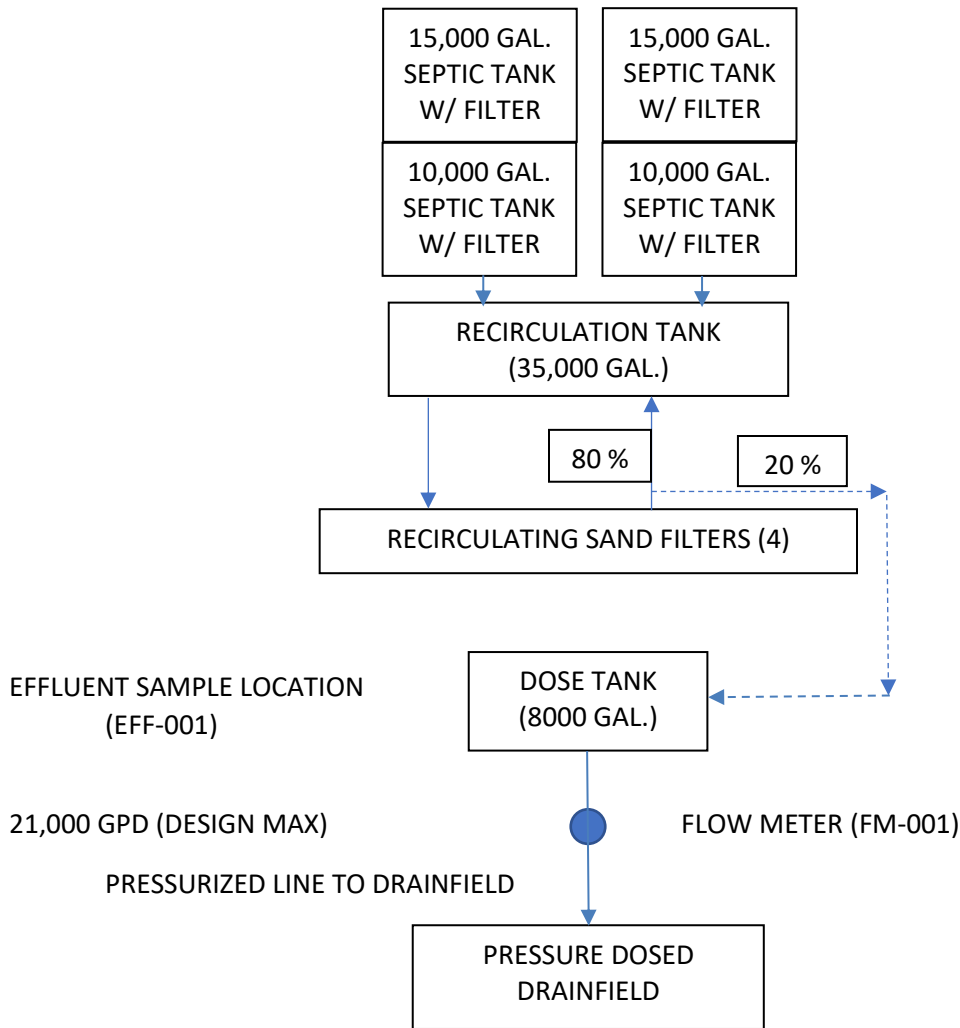 15,000 GAL.
SEPTIC TANK
W/ FILTER
15,000 GAL.
SEPTIC TANK
W/ FILTER
10,000 GAL.
SEPTIC TANK
W/ FILTER
10,000 GAL.
SEPTIC TANK
W/ FILTER
RECIRCULATION TANK
(35,000 GAL.)
80 %
20 %
RECIRCULATING SAND FILTERS (4)
EFFLUENT SAMPLE LOCATION
(EFF-001)
DOSE TANK
(8000 GAL.)
21,000 GPD (DESIGN MAX)
FLOW METER (FM-001)
PRESSURIZED LINE TO DRAINFIELD
PRESSURE DOSED
DRAINFIELD